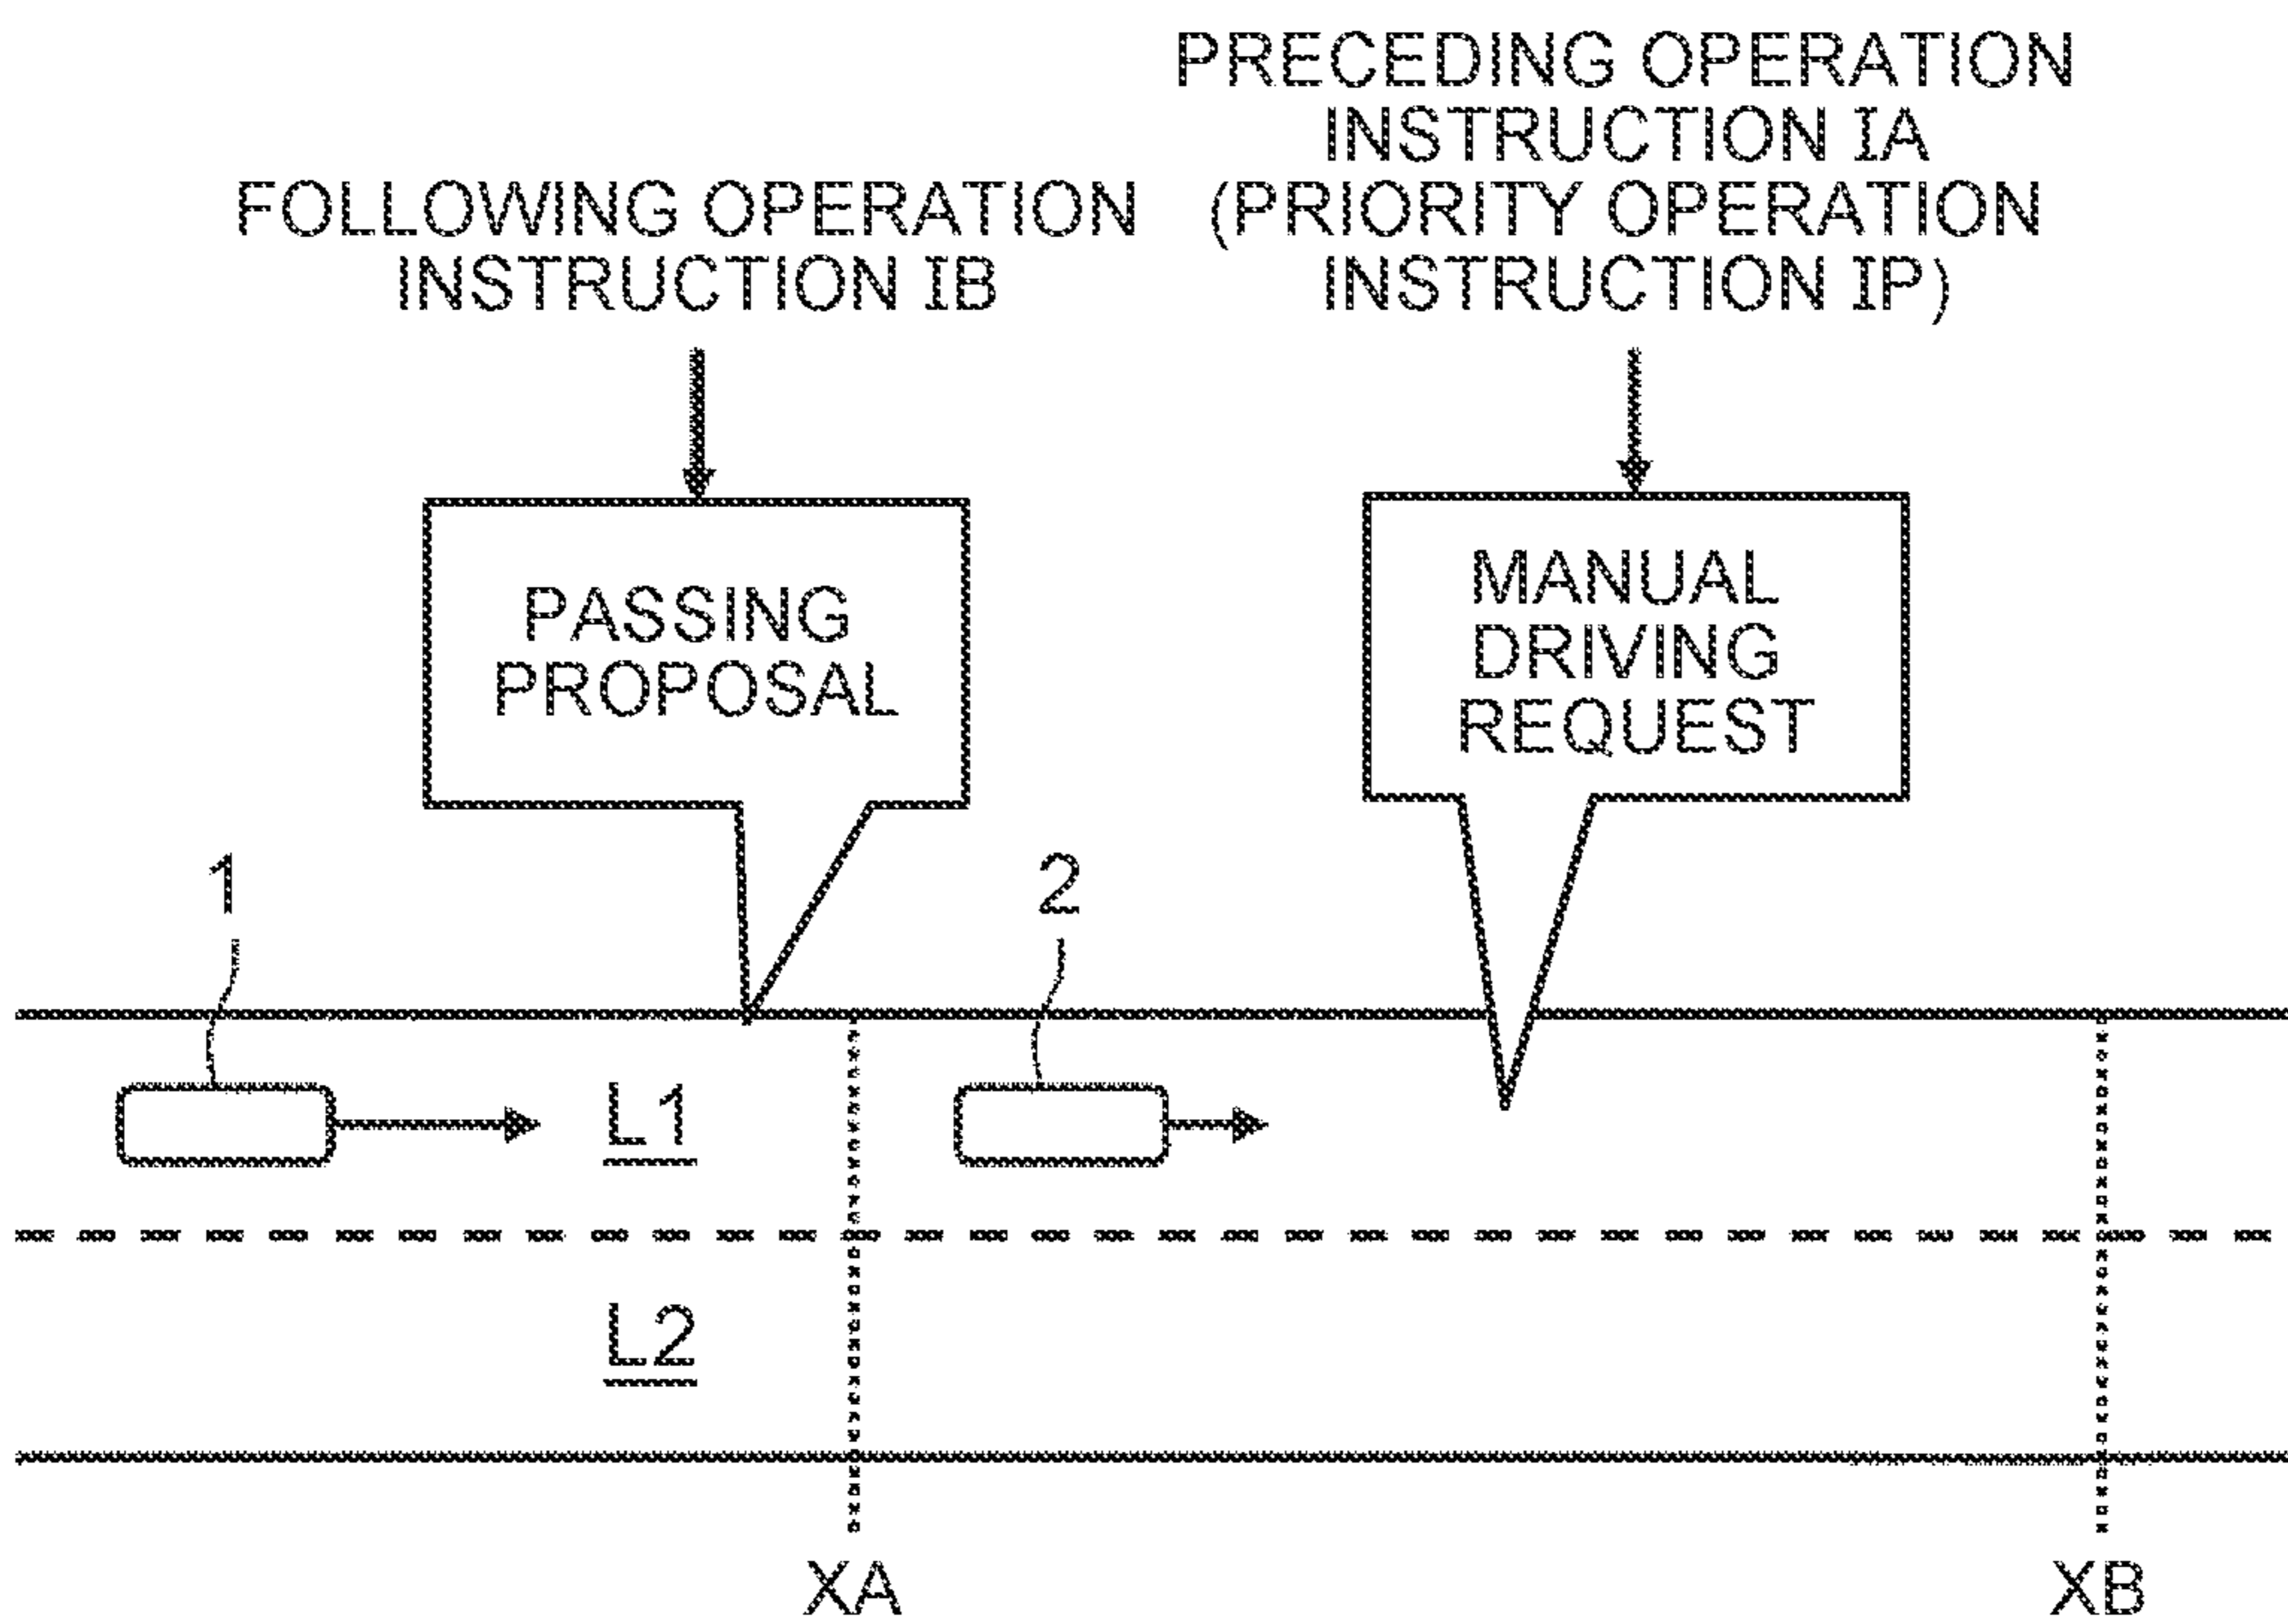 PRECEDING OPERATION
INSTRUCTION IA
(PRIORITY OPERATION
INSTRUCTION IP)
FOLLOWING OPERATION
INSTRUCTION IB
PASSING
PROPOSAL
MANUAL
DRIVING
REQUEST
1
2
L1
L2
XA
XB